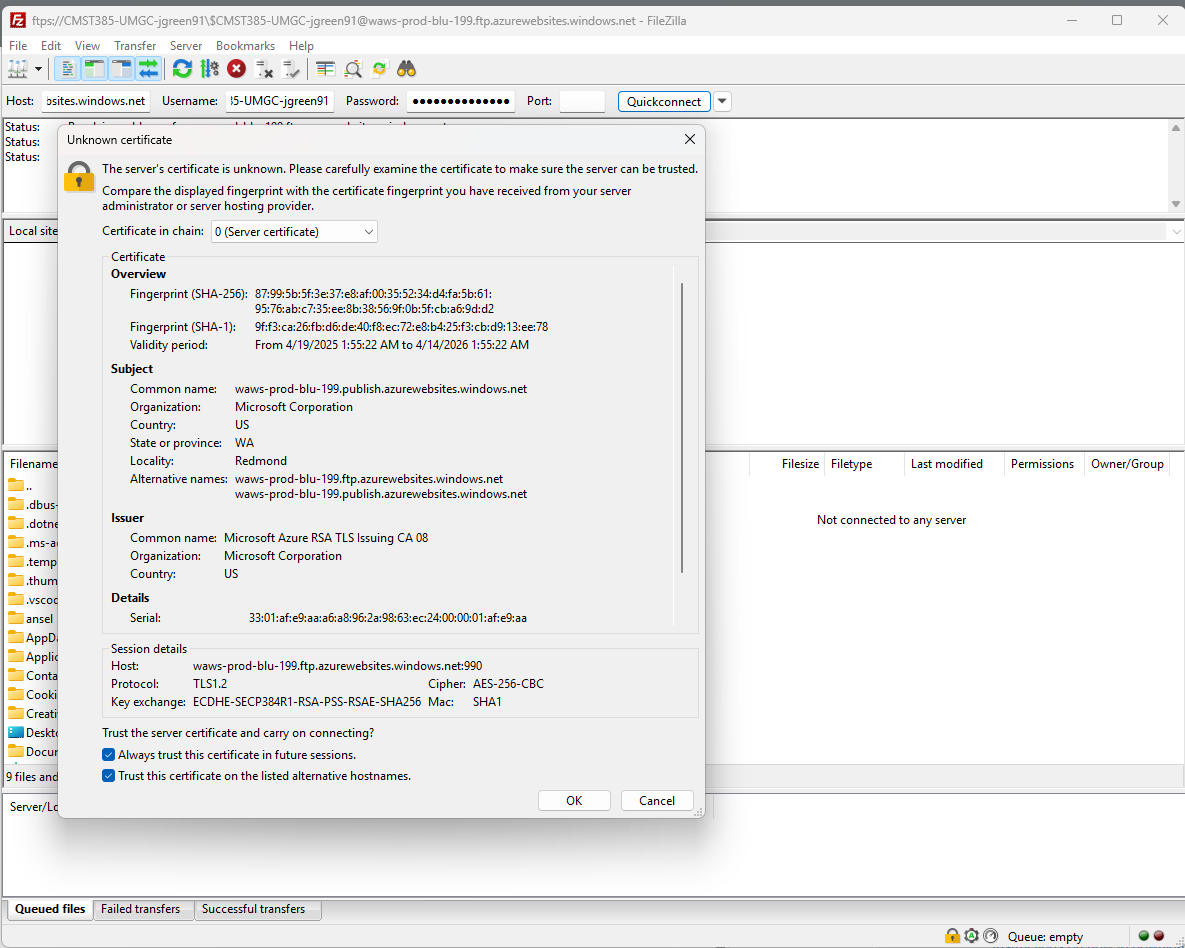 ftps://CMST385-UMGC-jgreen91\$CMST385-UMGC-jgreen91@waws-prod-blu-199.ftp.azurewebsites.windows.net - FileZilla
File Edit View Transfer Server Bookmarks Help
Host: sites.windows.net Username: 35-UMGC-jgreen91 Password: ●●●●●●●●●●●●●● Port: Quickconnect
Status:
Status:
Status:
Unknown certificate
The server's certificate is unknown. Please carefully examine the certificate to make sure the server can be trusted.
Compare the displayed fingerprint with the certificate fingerprint you have received from your server
administrator or server hosting provider.
Certificate in chain: 0 (Server certificate)
Local site
Certificate
Overview
Fingerprint (SHA-256): 87:99:5b:5f:3e:37:e8:af:00:35:52:34:d4:fa:5b:61:
95:76:ab:c7:35:ee:8b:38:56:9f:0b:5f:cb:a6:9d:d2
Fingerprint (SHA-1): 9f:f3:ca:26:fb:d6:de:40:f8:ec:72:e8:b4:25:f3:cb:d9:13:ee:78
Validity period: From 4/19/2025 1:55:22 AM to 4/14/2026 1:55:22 AM
Subject
Common name: waws-prod-blu-199.publish.azurewebsites.windows.net
Organization: Microsoft Corporation
Country: US
State or province: WA
Locality: Redmond
Alternative names: waws-prod-blu-199.ftp.azurewebsites.windows.net
waws-prod-blu-199.publish.azurewebsites.windows.net
Issuer
Common name: Microsoft Azure RSA TLS Issuing CA 08
Organization: Microsoft Corporation
Country: US
Details
Serial: 33:01:af:e9:aa:a6:a8:96:2a:98:63:ec:24:00:00:01:af:e9:aa
Session details
Host: waws-prod-blu-199.ftp.azurewebsites.windows.net:990
Protocol: TLS1.2 Cipher: AES-256-CBC
Key exchange: ECDHE-SECP384R1-RSA-PSS-RSAE-SHA256 Mac: SHA1
Trust the server certificate and carry on connecting?
Always trust this certificate in future sessions.
Trust this certificate on the listed alternative hostnames.
OK Cancel
Filename
..
.dbus-
.dotne
.ms-a
.temp
.thum
.vscod
ansel
AppDa
Applic
Conta
Cooki
Creati
Deskto
Docum
9 files and
Filesize Filetype Last modified Permissions Owner/Group
Not connected to any server
Server/Lo
Queued files Failed transfers Successful transfers
Queue: empty